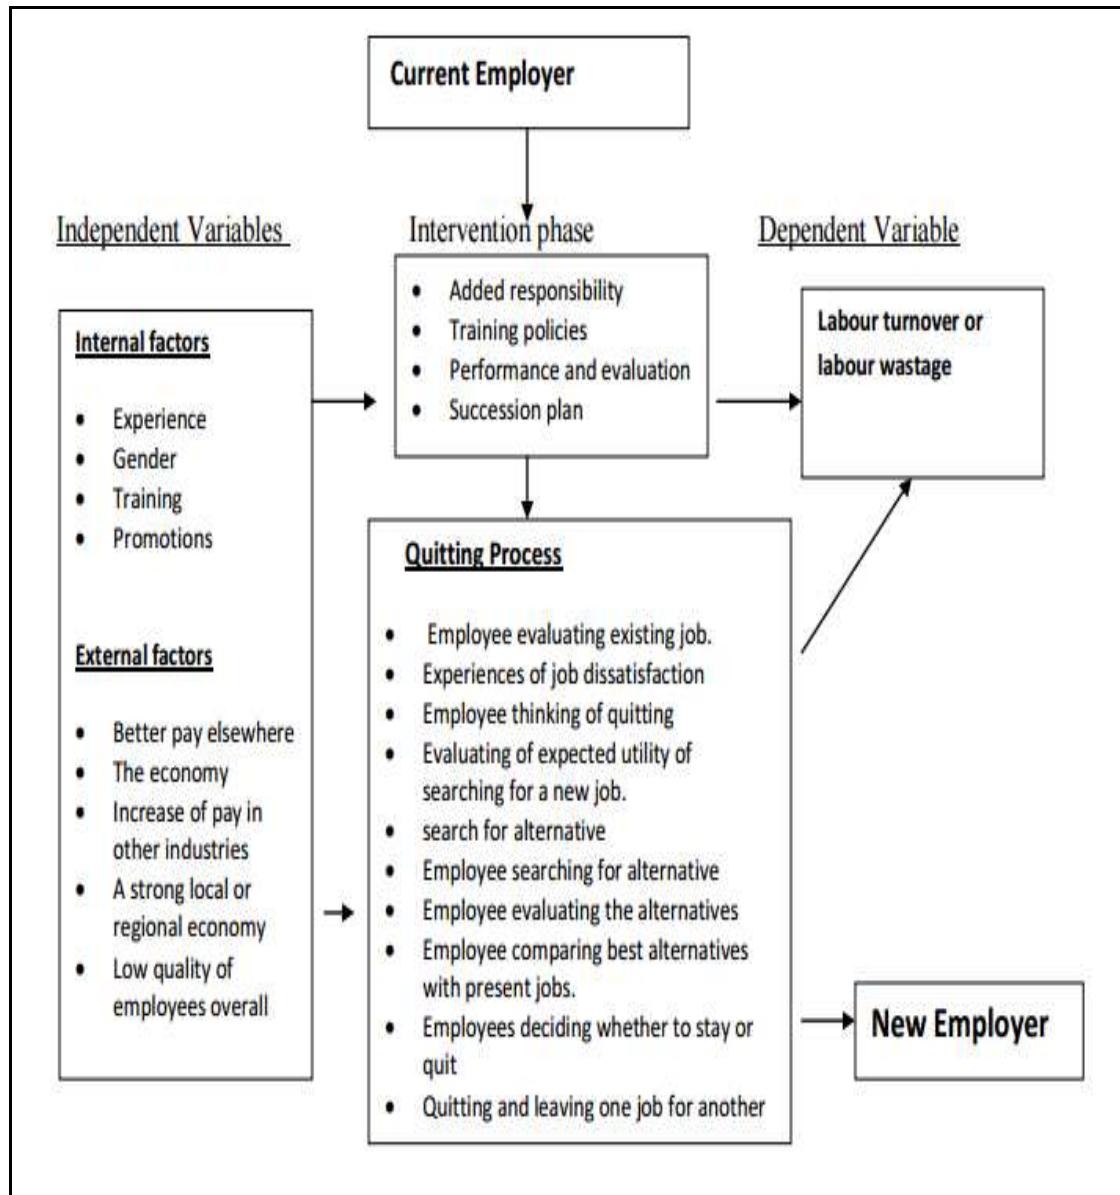 Current Employer
Independent Variables
Intervention phase
Dependent Variable
Internal factors
• Experience
• Gender
• Training
• Promotions
External factors
• Better pay elsewhere
• The economy
• Increase of pay in
other industries
• A strong local or
regional economy
• Low quality of
employees overall
• Added responsibility
• Training policies
• Performance and evaluation
• Succession plan
Labour turnover or
labour wastage
Quitting Process
• Employee evaluating existing job.
• Experiences of job dissatisfaction
• Employee thinking of quitting
• Evaluating of expected utility of
searching for a new job.
• search for alternative
• Employee searching for alternative
• Employee evaluating the alternatives
• Employee comparing best alternatives
with present jobs.
• Employees deciding whether to stay or
quit
• Quitting and leaving one job for another
New Employer